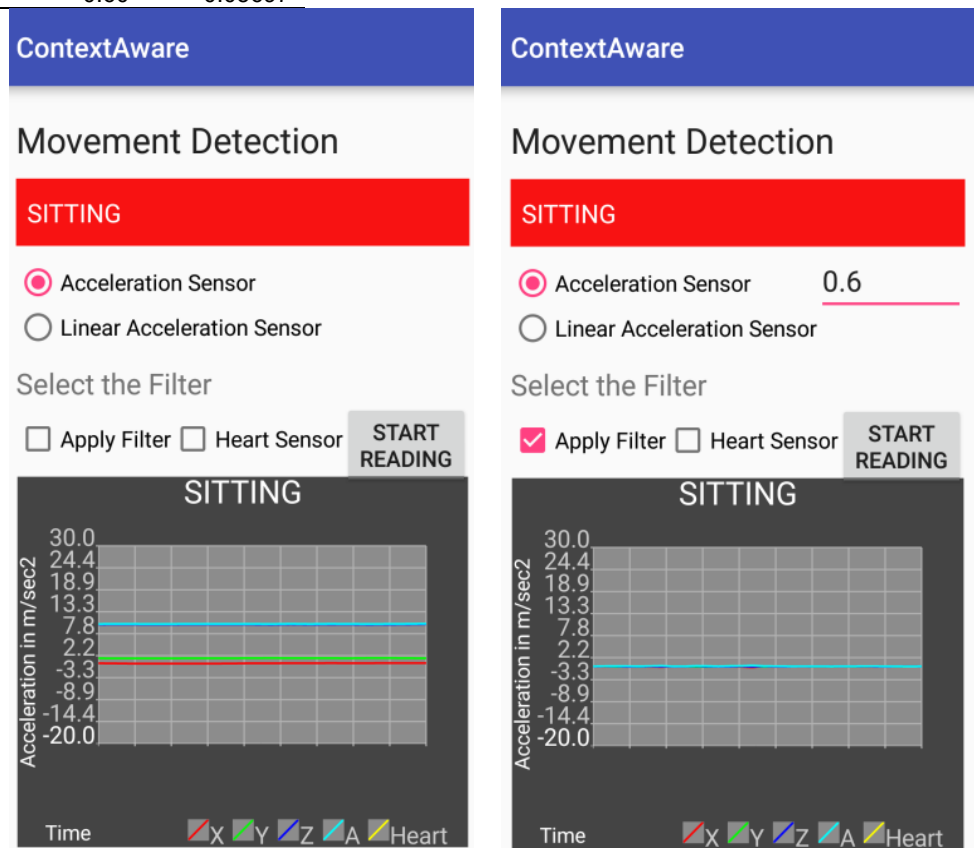 ContextAware
Movement Detection
SITTING
Acceleration Sensor
Linear Acceleration Sensor
Select the Filter
Apply Filter
Heart Sensor
START
READING
SITTING
Acceleration in m/sec2
30.0
24.4
18.9
13.3
7.8
2.2
-3.3
-8.9
-14.4
-20.0
Time
X
Y
Z
A
Heart
ContextAware
Movement Detection
SITTING
Acceleration Sensor
0.6
Linear Acceleration Sensor
Select the Filter
Apply Filter
Heart Sensor
START
READING
SITTING
Acceleration in m/sec2
30.0
24.4
18.9
13.3
7.8
2.2
-3.3
-8.9
-14.4
-20.0
Time
X
Y
Z
A
Heart